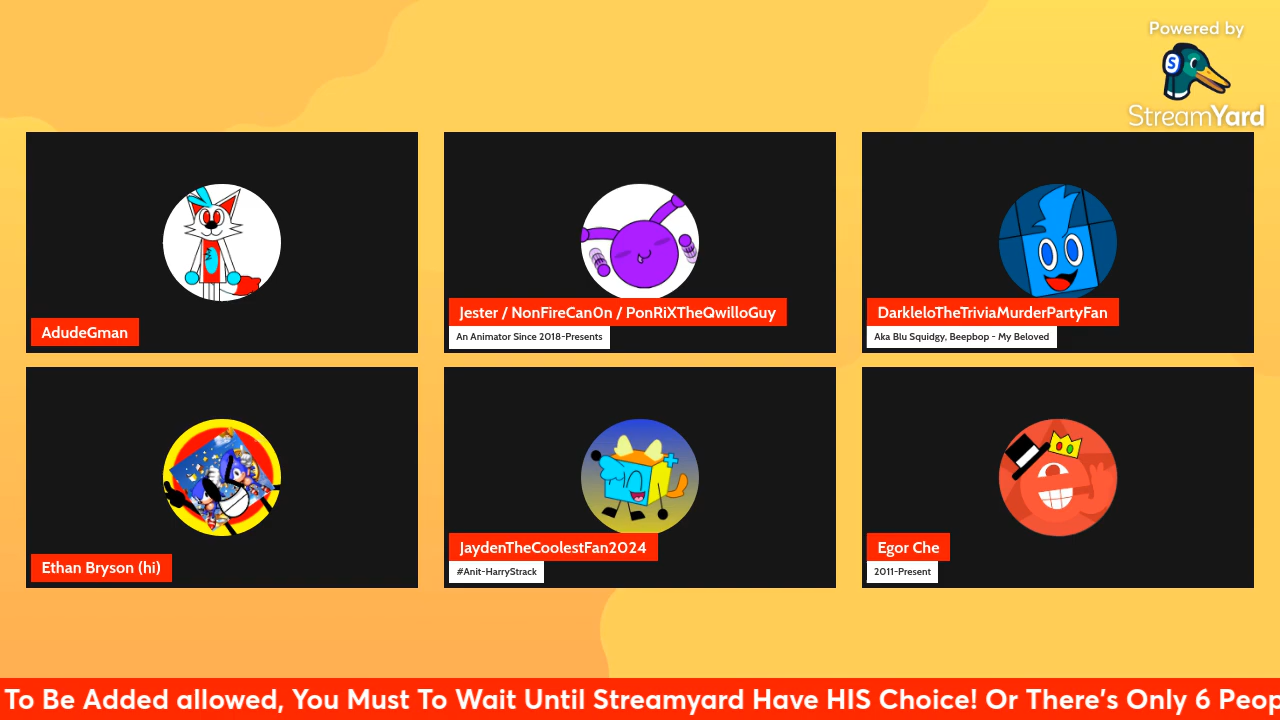 Powered by
StreamYard
AdudeGman
Jester / NonFireCan0n / PonRiXTheQwilloGuy
An Animator Since 2018-Presents
DarkleloTheTriviaMurderPartyFan
Aka Blu Squidgy, Beepbop - My Beloved
Ethan Bryson (hi)
JaydenTheCoolestFan2024
#Anit-HarryStrack
Egor Che
2011-Present
To Be Added allowed, You Must To Wait Until Streamyard Have HIS Choice! Or There's Only 6 Peop